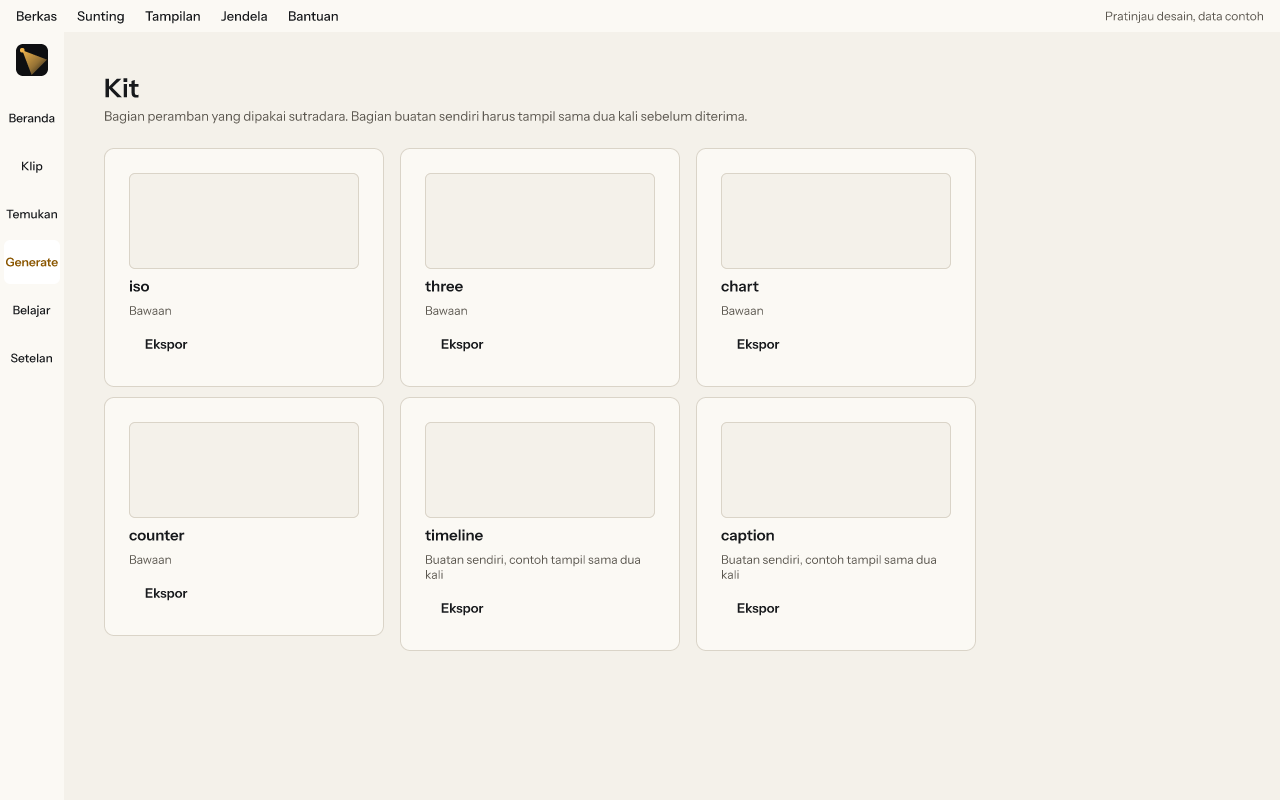 Berkas Sunting Tampilan Jendela Bantuan Pratinjau desain, data contoh
Beranda
Klip
Temukan
Generate
Belajar
Setelan
Kit
Bagian peramban yang dipakai sutradara. Bagian buatan sendiri harus tampil sama dua kali sebelum diterima.
iso
Bawaan
Ekspor
three
Bawaan
Ekspor
chart
Bawaan
Ekspor
counter
Bawaan
Ekspor
timeline
Buatan sendiri, contoh tampil sama dua
kali
Ekspor
caption
Buatan sendiri, contoh tampil sama dua
kali
Ekspor